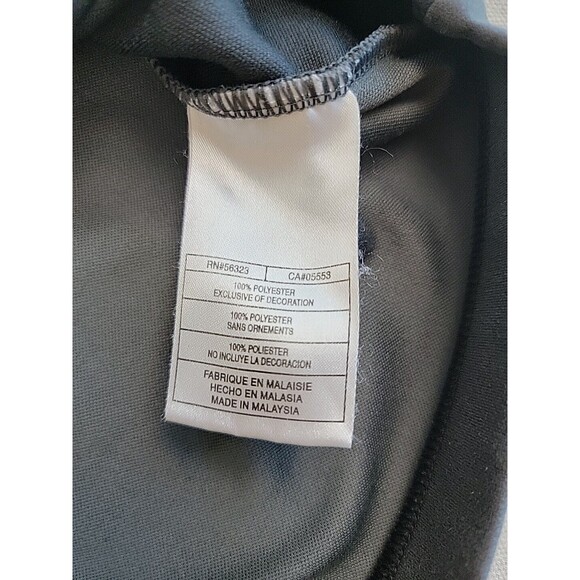 RN#56323 CA#05553
100% POLYESTER
EXCLUSIVE OF DECORATION
100% POLYESTER
SANS ORNEMENTS
100% POLIESTER
NO INCLUYE LA DECORACION
FABRIQUE EN MALAISIE
HECHO EN MALASIA
MADE IN MALAYSIA